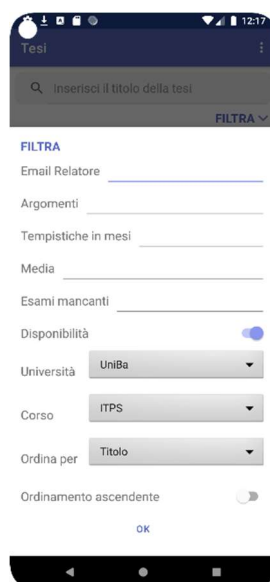 12:17
Tesi
Inserisci il titolo della tesi
FILTRA
FILTRA
Email Relatore
Argomenti
Tempistiche in mesi
Media
Esami mancanti
Disponibilità
Università UniBa
Corso ITPS
Ordina per Titolo
Ordinamento ascendente
OK